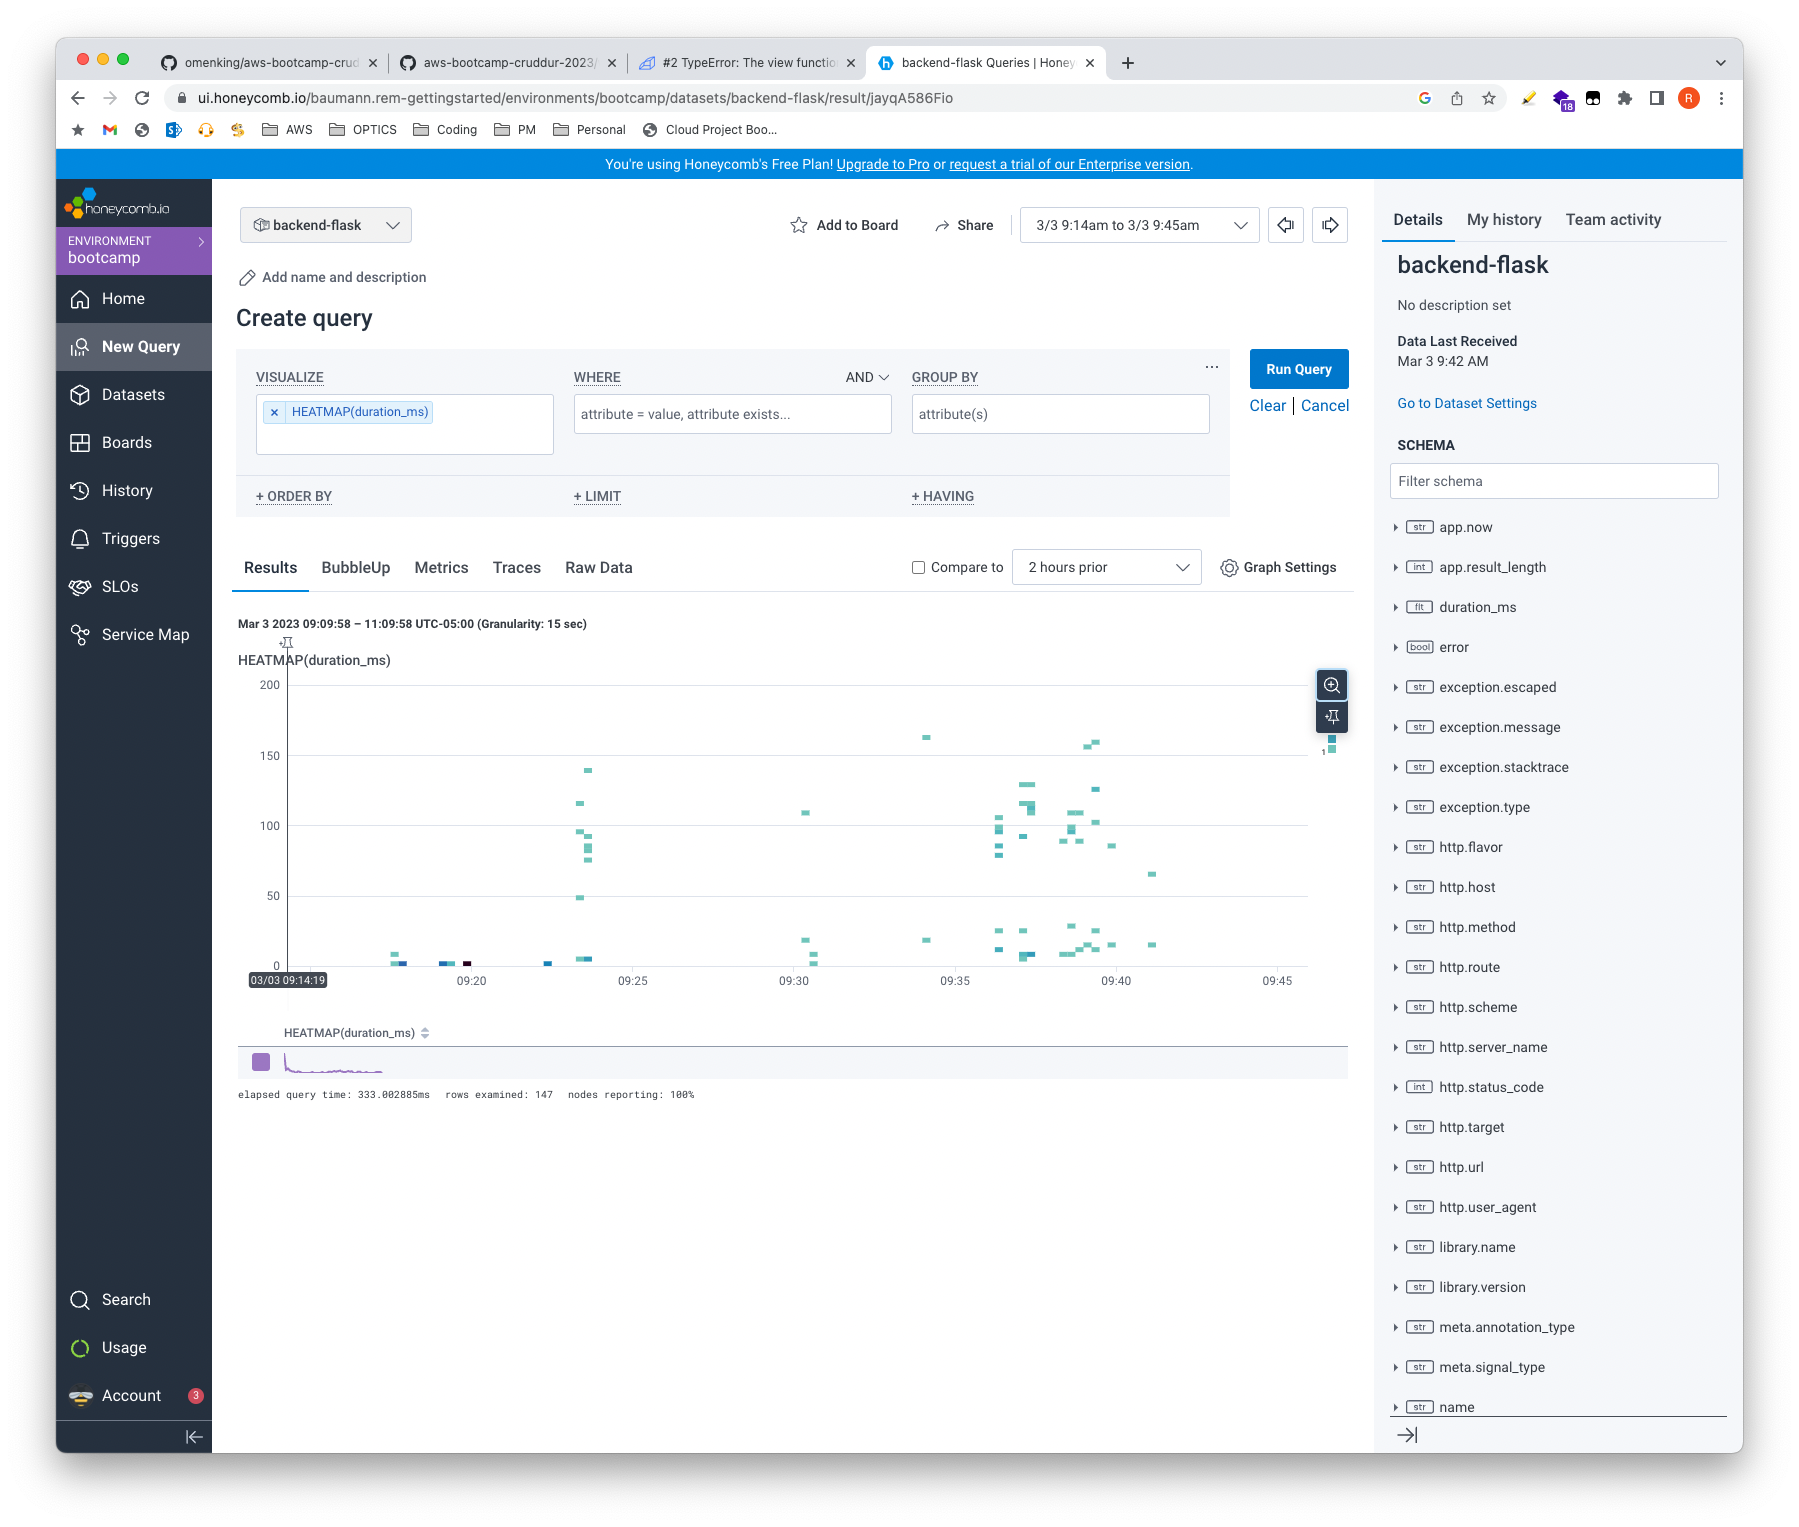 omenking/aws-bootcamp-crud
aws-bootcamp-cruddur-2023/
#2 TypeError: The view functio
backend-flask Queries | Honey
ui.honeycomb.io/baumann.rem-gettingstarted/environments/bootcamp/datasets/backend-flask/result/jayqA586Fio
18
R
AWS
OPTICS
Coding
PM
Personal
Cloud Project Boo...
You're using Honeycomb's Free Plan! Upgrade to Pro or request a trial of our Enterprise version.
honeycomb.io
ENVIRONMENT
bootcamp
Home
New Query
Datasets
Boards
History
Triggers
SLOs
Service Map
Search
Usage
Account
3
backend-flask
Add to Board
Share
3/3 9:14am to 3/3 9:45am
Add name and description
Create query
VISUALIZE
HEATMAP(duration_ms)
WHERE
AND
attribute = value, attribute exists...
GROUP BY
attribute(s)
...
Run Query
Clear | Cancel
+ ORDER BY
+ LIMIT
+ HAVING
Results
BubbleUp
Metrics
Traces
Raw Data
Compare to
2 hours prior
Graph Settings
Mar 3 2023 09:09:58 – 11:09:58 UTC-05:00 (Granularity: 15 sec)
HEATMAP(duration_ms)
200
150
100
50
0
1
03/03 09:14:19
09:20
09:25
09:30
09:35
09:40
09:45
HEATMAP(duration_ms)
elapsed query time: 333.002885ms rows examined: 147 nodes reporting: 100%
Details
My history
Team activity
backend-flask
No description set
Data Last Received
Mar 3 9:42 AM
Go to Dataset Settings
SCHEMA
Filter schema
str app.now
int app.result_length
flt duration_ms
bool error
str exception.escaped
str exception.message
str exception.stacktrace
str exception.type
str http.flavor
str http.host
str http.method
str http.route
str http.scheme
str http.server_name
int http.status_code
str http.target
str http.url
str http.user_agent
str library.name
str library.version
str meta.annotation_type
str meta.signal_type
str name